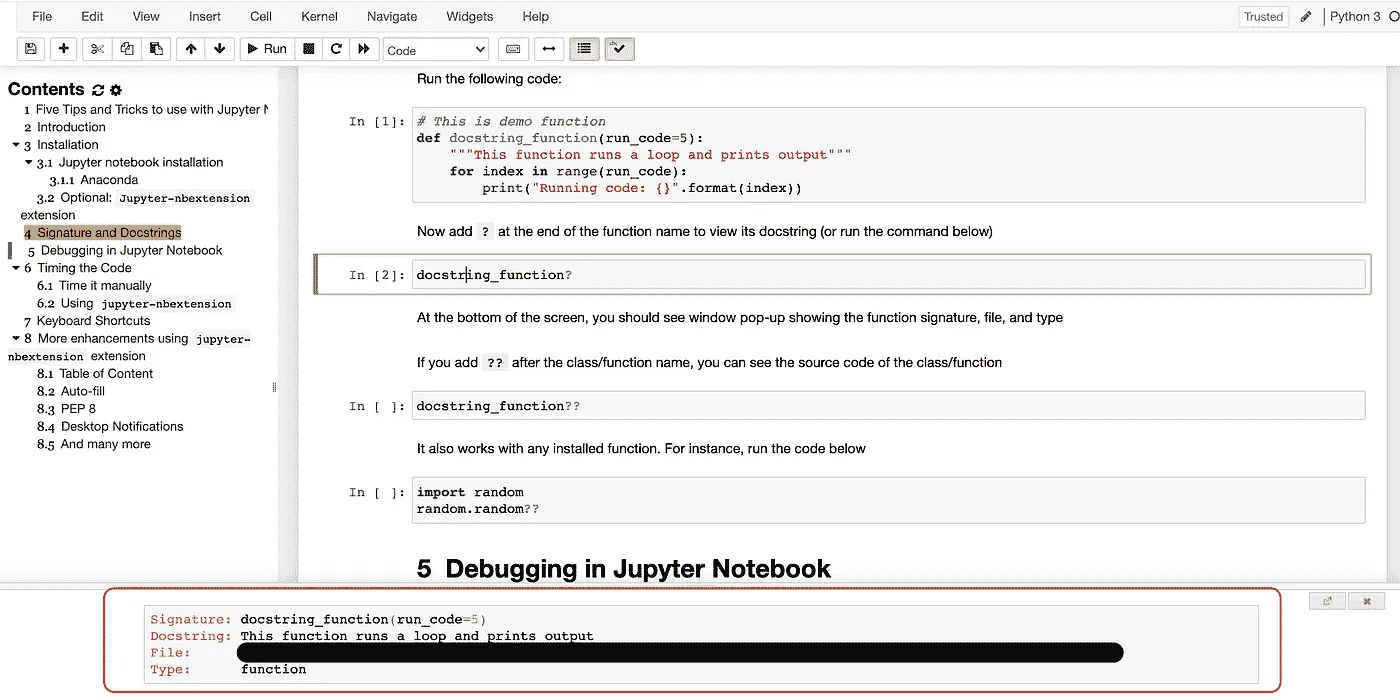 File Edit View Insert Cell Kernel Navigate Widgets Help
Trusted Python 3
Run Code
Contents
1 Five Tips and Tricks to use with Jupyter
2 Introduction
3 Installation
3.1 Jupyter notebook installation
3.1.1 Anaconda
3.2 Optional: Jupyter-nbextension
extension
4 Signature and Docstrings
5 Debugging in Jupyter Notebook
6 Timing the Code
6.1 Time it manually
6.2 Using jupyter-nbextension
7 Keyboard Shortcuts
8 More enhancements using jupyter-
nbextension extension
8.1 Table of Content
8.2 Auto-fill
8.3 PEP 8
8.4 Desktop Notifications
8.5 And many more
Run the following code:
In [1]: # This is demo function
def docstring_function(run_code=5):
"""This function runs a loop and prints output"""
for index in range(run_code):
print("Running code: {}".format(index))
Now add ? at the end of the function name to view its docstring (or run the command below)
In [2]: docstring_function?
At the bottom of the screen, you should see window pop-up showing the function signature, file, and type
If you add ?? after the class/function name, you can see the source code of the class/function
In [ ]: docstring_function??
It also works with any installed function. For instance, run the code below
In [ ]: import random
random.random??
5 Debugging in Jupyter Notebook
Signature: docstring_function(run_code=5)
Docstring: This function runs a loop and prints output
File:
Type: function